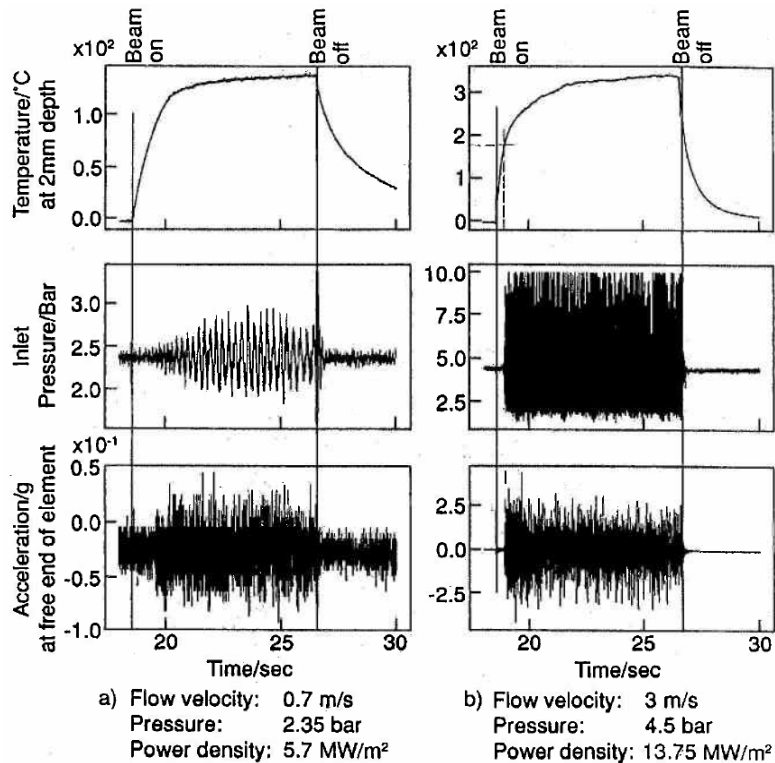 Beam on
Beam off
Beam on
Beam off
x10²
x10²
Temperature/°C
at 2mm depth
1.0
0.5
0.0
3
2
1
0
Inlet
Pressure/Bar
3.0
2.5
2.0
10.0
7.5
5.0
2.5
x10⁻¹
Acceleration/g
at free end of element
0.5
0.0
-0.5
-1.0
2.5
0.0
-2.5
20
25
30
20
25
30
Time/sec
Time/sec
a) Flow velocity: 0.7 m/s
Pressure: 2.35 bar
Power density: 5.7 MW/m²
b) Flow velocity: 3 m/s
Pressure: 4.5 bar
Power density: 13.75 MW/m²